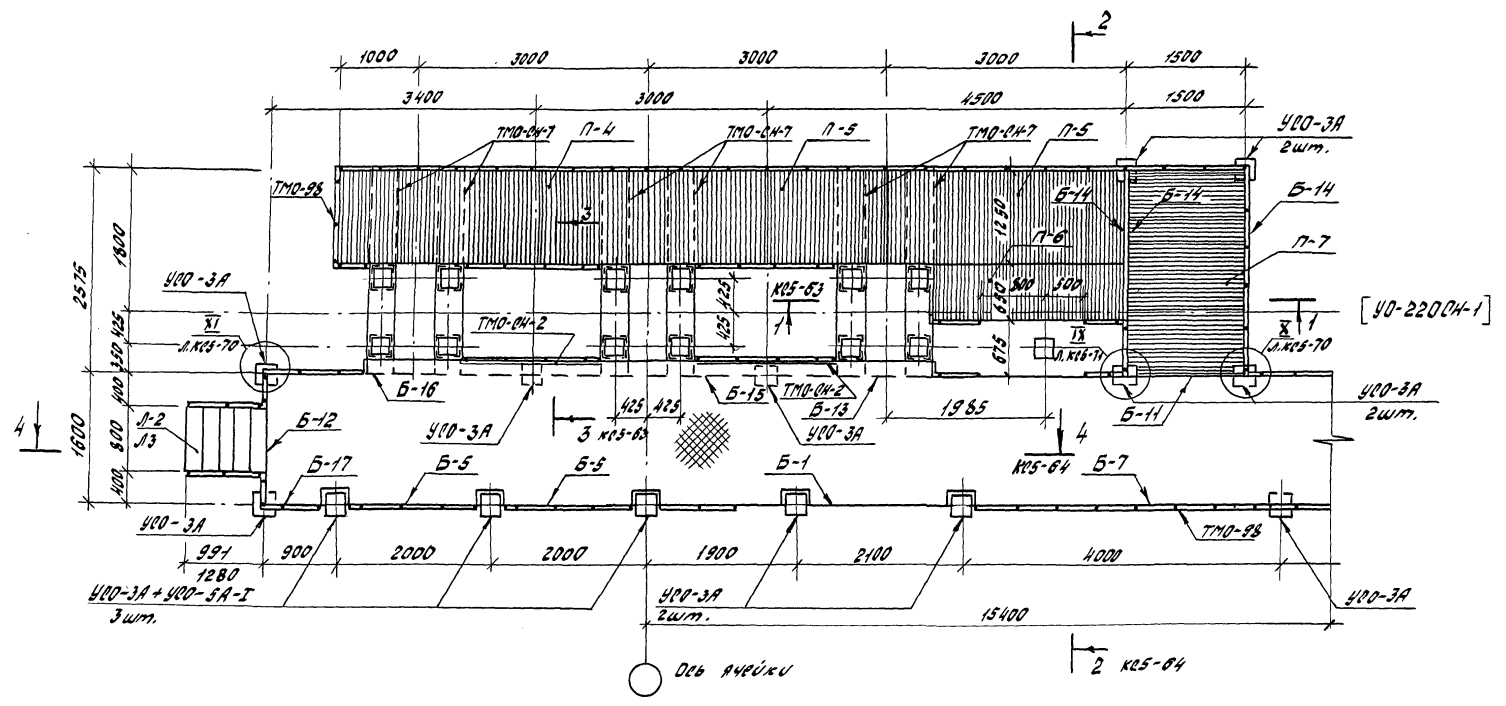 2
1000
3000
3000
3000
1500
3400
3000
4500
1500
ТМО-СН-7
П-4
ТМО-СН-7
П-5
ТМО-СН-7
П-5
УСО-3А
2шт.
ТМО-98
Б-14
Б-14
Б-14
3
1250
П-6
П-7
1800
2575
УСО-3А
800
500
425
КС5-63
650
1
[УО-220СН-1]
XI
л.КС5-70
425
ТМО-СН-2
425
IX
л.КС5-71
X
л.КС5-70
1
350
675
400
Б-16
Б-15
ТМО-СН-2
Б-13
Б-11
УСО-3А
2шт.
4
Л-2
Л3
Б-12
425
425
1985
1600
800
УСО-3А
3 КС5-63
УСО-3А
4
КС5-64
400
Б-17
Б-5
Б-5
Б-1
Б-7
УСО-3А
ТМО-98
991
900
2000
2000
1900
2100
4000
1280
УСО-3А+УСО-5А-I
3шт.
УСО-3А
2шт.
УСО-3А
15400
Ось ячейки
2 КС5-64